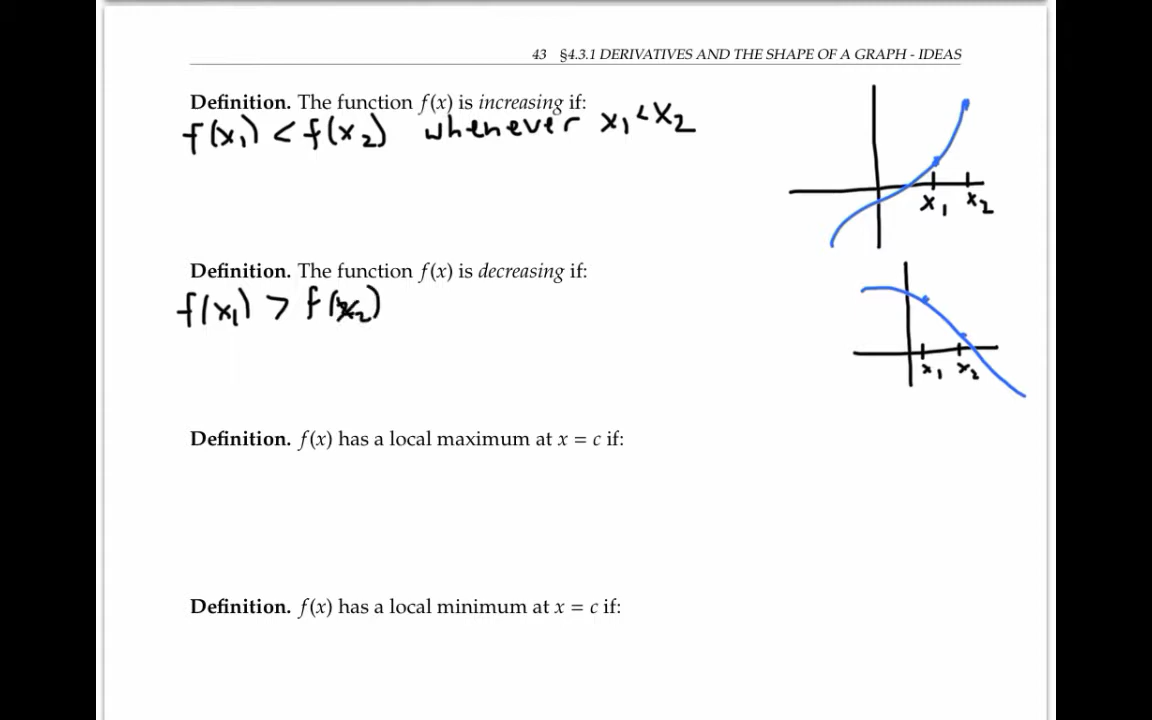 43 §4.3.1 DERIVATIVES AND THE SHAPE OF A GRAPH - IDEAS
Definition. The function f(x) is increasing if:
f(x₁) < f(x₂) whenever x₁ < x₂
x₁ x₂
Definition. The function f(x) is decreasing if:
f(x₁) > f(x₂)
x₁ x₂
Definition. f(x) has a local maximum at x = c if:
Definition. f(x) has a local minimum at x = c if: